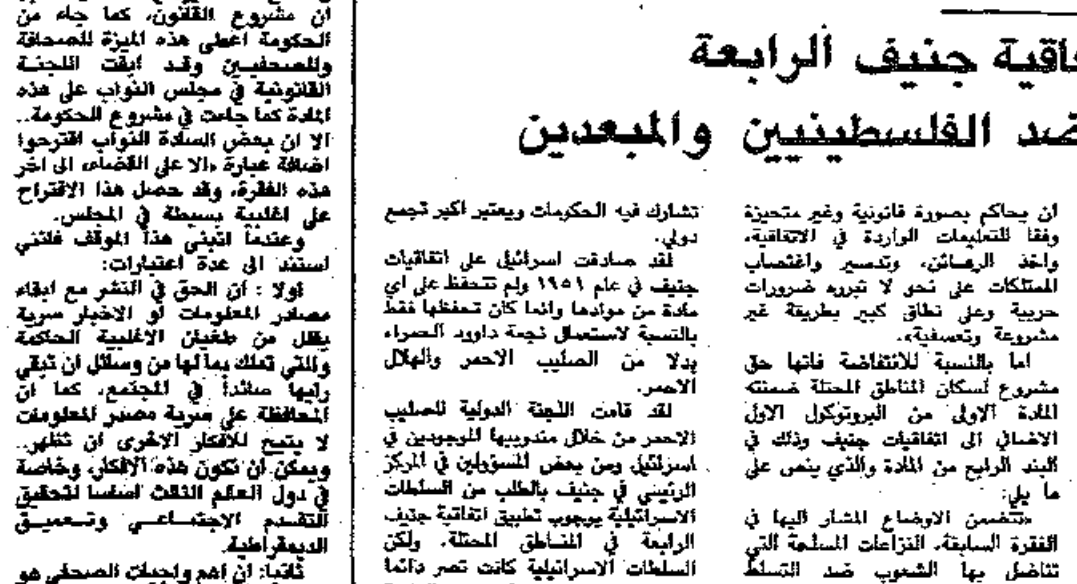 اقية جنيف الرابعة
ضد الفلسطينيين والمبعدين
ان يحاكم بصورة قانونية وغير متحيزة
وفقا للتعليمات الواردة في الاتفاقية،
واخذ الرهائن، وتدمير واغتصاب
الممتلكات على نحو لا تبرره ضرورات
حربية وعلى نطاق كبير بطريقة غير
مشروعة وتعسفية».
اما بالنسبة للانتفاضة فانها حق
مشروع لسكان المناطق المحتلة ضمنته
المادة الاولى من البروتوكول الاول
الاضافي الى اتفاقيات جنيف وذلك في
البند الرابع من المادة والذي ينص على
ما يلي:
«تتضمن الاوضاع المشار اليها في
الفقرة السابقة، النزاعات المسلحة التي
تناضل بها الشعوب ضد التسلط
تشارك فيه الحكومات ويعتبر اكبر تجمع
دولي.
لقد صادقت اسرائيل على اتفاقيات
جنيف في عام ١٩٥١ ولم تتحفظ على اي
مادة من موادها وانما كان تحفظها فقط
بالنسبة لاستعمال نجمة داوود الحمراء
بدلا من الصليب الاحمر والهلال
الاحمر.
لقد قامت اللجنة الدولية للصليب
الاحمر من خلال مندوبيها الموجودين في
اسرائيل ومن بعض المسؤولين في المركز
الرئيسي في جنيف بالطلب من السلطات
الاسرائيلية بوجوب تطبيق اتفاقية جنيف
الرابعة في المناطق المحتلة، ولكن
السلطات الاسرائيلية كانت تصر دائما
ان مشروع القانون، كما جاء من
الحكومة اعطى هذه الميزة للصحافة
وللصحفيين وقد ابقت اللجنة
القانونية في مجلس النواب على هذه
المادة كما جاءت في مشروع الحكومة..
الا ان بعض السادة النواب اقترحوا
اضافة عبارة «الا على القضاء» الى اخر
هذه الفقرة، وقد حصل هذا الاقتراح
على اغلبية بسيطة في المجلس.
وعندما اتبنى هذا الموقف فانني
استند الى عدة اعتبارات:
اولا : ان الحق في النشر مع ابقاء
مصادر المعلومات او الاخبار سرية
يقلل من طغيان الاغلبية الحاكمة
والتي تملك بما لها من وسائل ان تبقي
رايها سائدا في المجتمع، كما ان
المحافظة على سرية مصدر المعلومات
لا يتيح للافكار الاخرى ان تظهر..
ويمكن ان تكون هذه الافكار، وخاصة
في دول العالم الثالث اساسا لتحقيق
التقدم الاجتماعي وتعميق
الديمقراطية.
ثانيا: ان اهم واجبات الصحفي هو